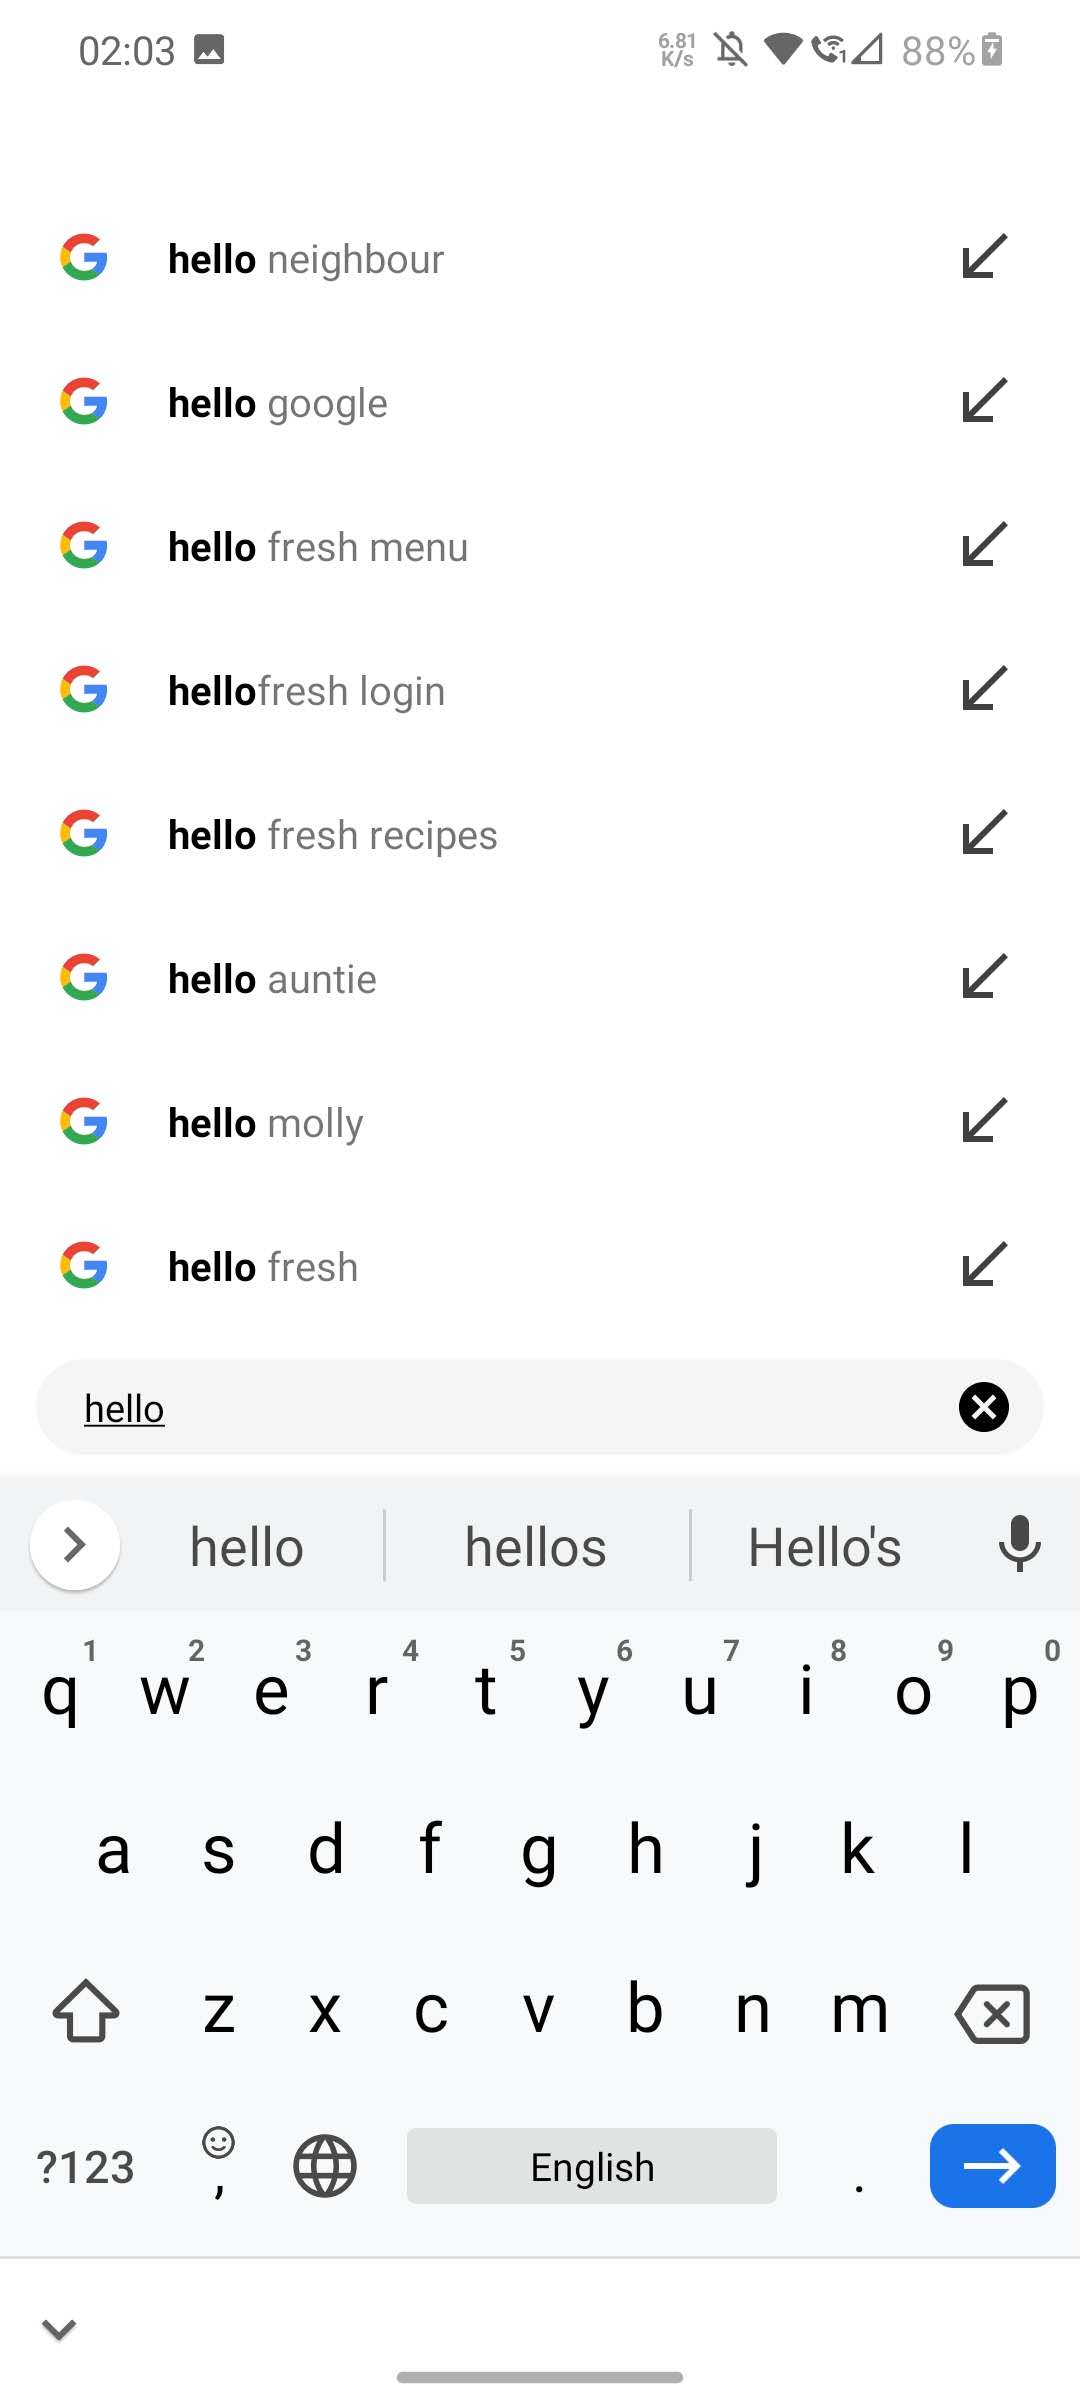 02:03 6.81 K/s 1 88%
hello neighbour
hello google
hello fresh menu
hellofresh login
hello fresh recipes
hello auntie
hello molly
hello fresh
hello
hello hellos Hello's
1 2 3 4 5 6 7 8 9 0
q w e r t y u i o p
a s d f g h j k l
z x c v b n m
?123 , English .